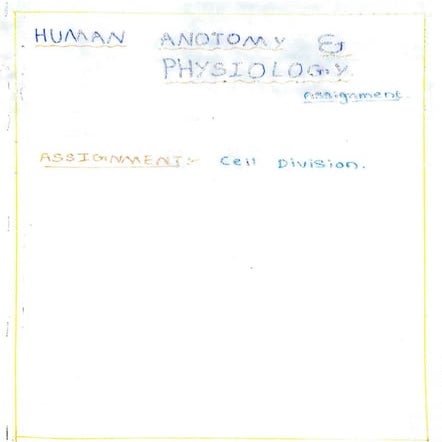 HUMAN ANOTOMY &
PHYSIOLOGY
Assignment.
ASSIGNMENT:- Cell Division.